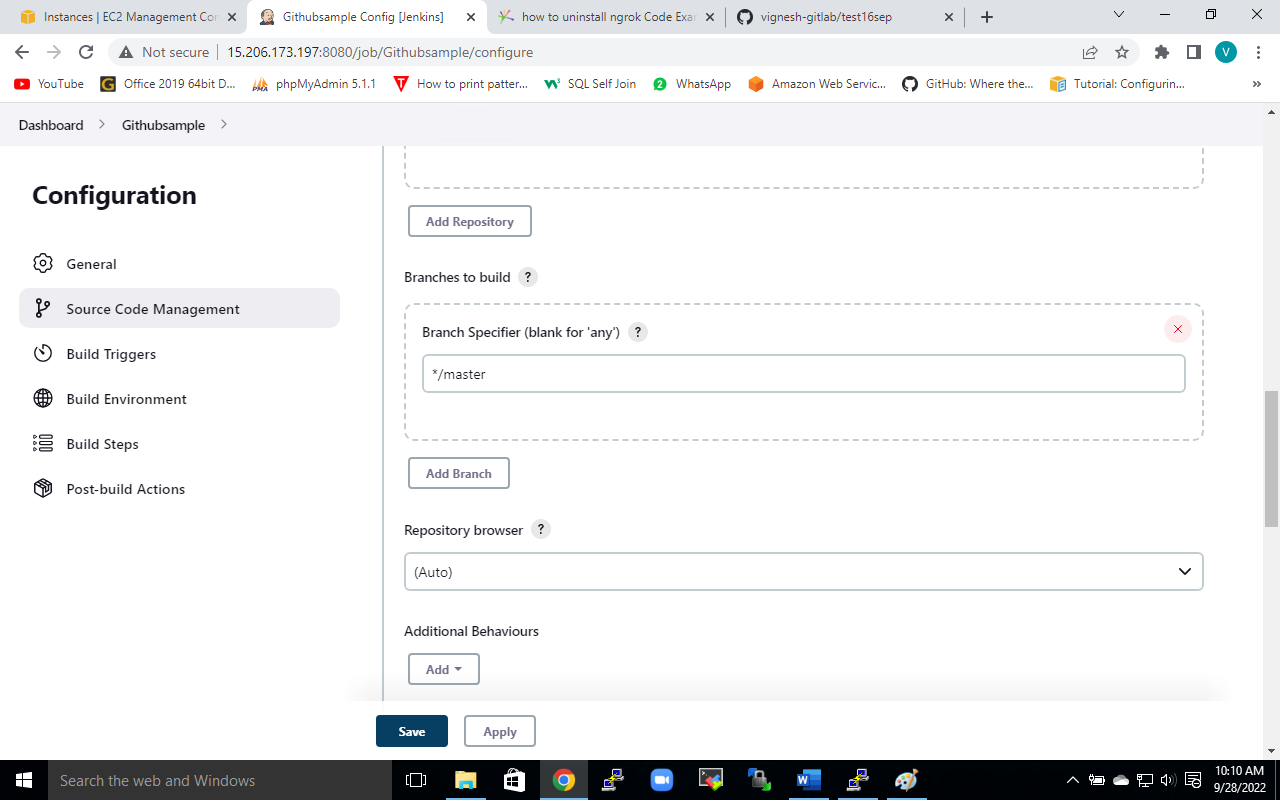 Instances | EC2 Management Con
Githubsample Config [Jenkins]
how to uninstall ngrok Code Exa
vignesh-gitlab/test16sep
Not secure
15.206.173.197:8080/job/Githubsample/configure
V
YouTube
Office 2019 64bit D...
phpMyAdmin 5.1.1
How to print patter...
SQL Self Join
2
WhatsApp
Amazon Web Servic...
GitHub: Where the...
Tutorial: Configurin...
»
Dashboard
Githubsample
Configuration
General
Source Code Management
Build Triggers
Build Environment
Build Steps
Post-build Actions
Add Repository
Branches to build ?
Branch Specifier (blank for 'any') ?
*/master
Add Branch
Repository browser ?
(Auto)
Additional Behaviours
Add
Save
Apply
Search the web and Windows
10:10 AM
9/28/2022